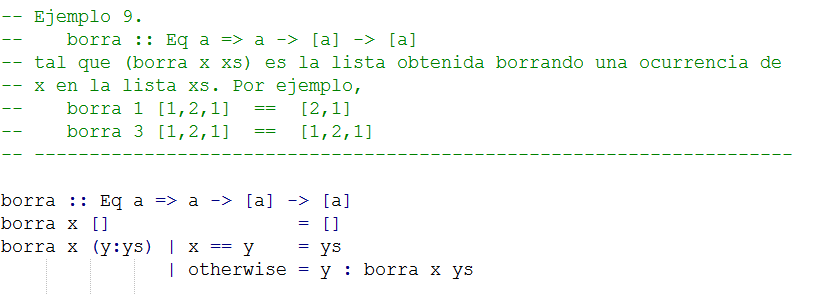 -- Ejemplo 9.
--    borra :: Eq a => a -> [a] -> [a]
-- tal que (borra x xs) es la lista obtenida borrando una ocurrencia de
-- x en la lista xs. Por ejemplo,
--    borra 1 [1,2,1]  ==  [2,1]
--    borra 3 [1,2,1]  ==  [1,2,1]
-- ---------------------------------------------------------------------

borra :: Eq a => a -> [a] -> [a]
borra x []                 = []
borra x (y:ys) | x == y    = ys
               | otherwise = y : borra x ys